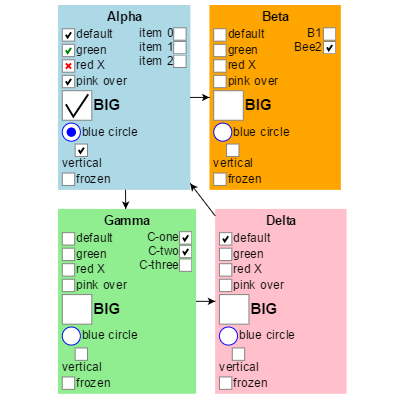 Alpha
default
green
red X
pink over
BIG
blue circle
vertical
frozen
item 0
item 1
item 2
Beta
default
green
red X
pink over
BIG
blue circle
vertical
frozen
B1
Bee2
Gamma
default
green
red X
pink over
BIG
blue circle
vertical
frozen
C-one
C-two
C-three
Delta
default
green
red X
pink over
BIG
blue circle
vertical
frozen